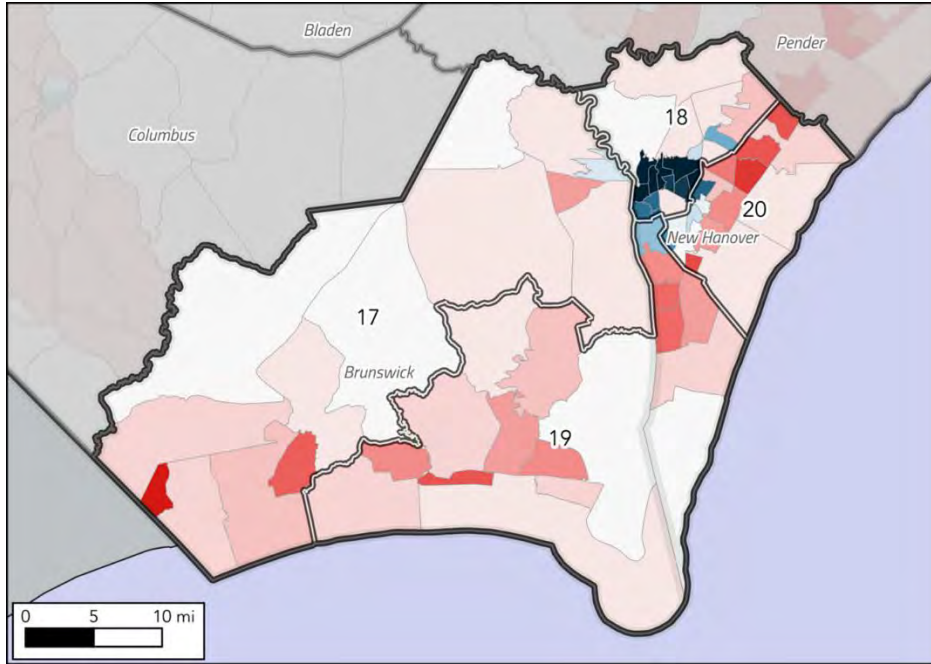 Bladen
Pender
Columbus
18
20
New Hanover
17
Brunswick
19
0 5 10 mi